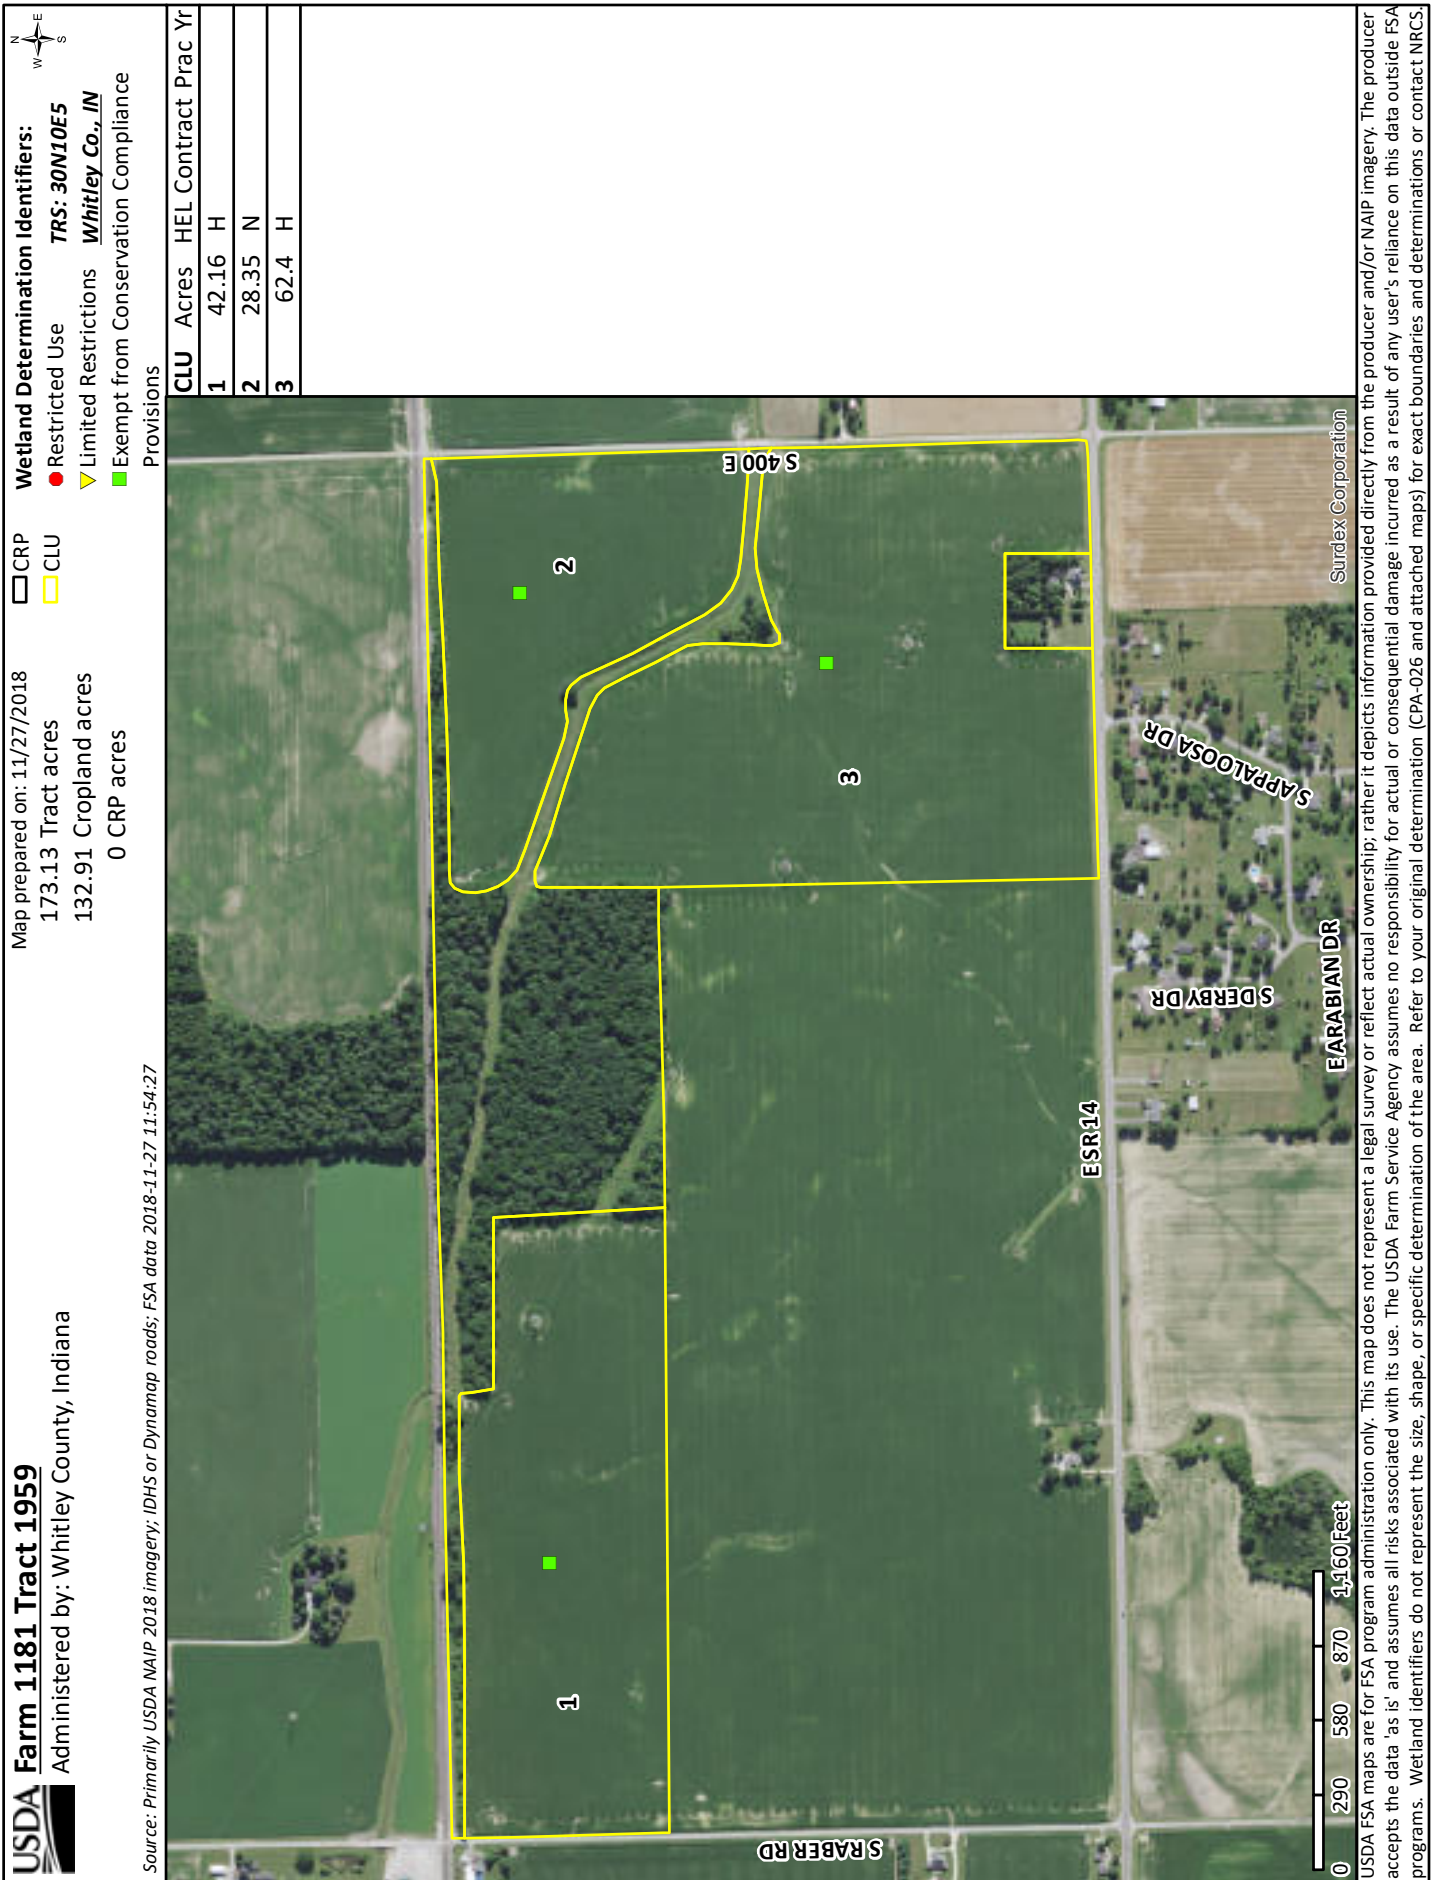 USDA
Farm 1181 Tract 1959
Administered by: Whitley County, Indiana
Source: Primarily USDA NAIP 2018 imagery; IDHS or Dynamap roads; FSA data 2018-11-27 11:54:27
Map prepared on: 11/27/2018
173.13 Tract acres
132.91 Cropland acres
0 CRP acres
CRP
CLU
Wetland Determination Identifiers:
Restricted Use
Limited Restrictions
Exempt from Conservation Compliance
Provisions
TRS: 30N10E5
Whitley Co., IN
N
W E
S
CLU Acres HEL Contract Prac Yr
1 42.16 H
2 28.35 N
3 62.4 H
1
2
3
S RABER RD
E SR 14
S 400 E
S DERBY DR
E ARABIAN DR
S APPALOOSA DR
Surdex Corporation
0 290 580 870 1,160 Feet
USDA FSA maps are for FSA program administration only. This map does not represent a legal survey or reflect actual ownership; rather it depicts information provided directly from the producer and/or NAIP imagery. The producer
accepts the data 'as is' and assumes all risks associated with its use. The USDA Farm Service Agency assumes no responsibility for actual or consequential damage incurred as a result of any user's reliance on this data outside FSA
programs. Wetland identifiers do not represent the size, shape, or specific determination of the area. Refer to your original determination (CPA-026 and attached maps) for exact boundaries and determinations or contact NRCS.